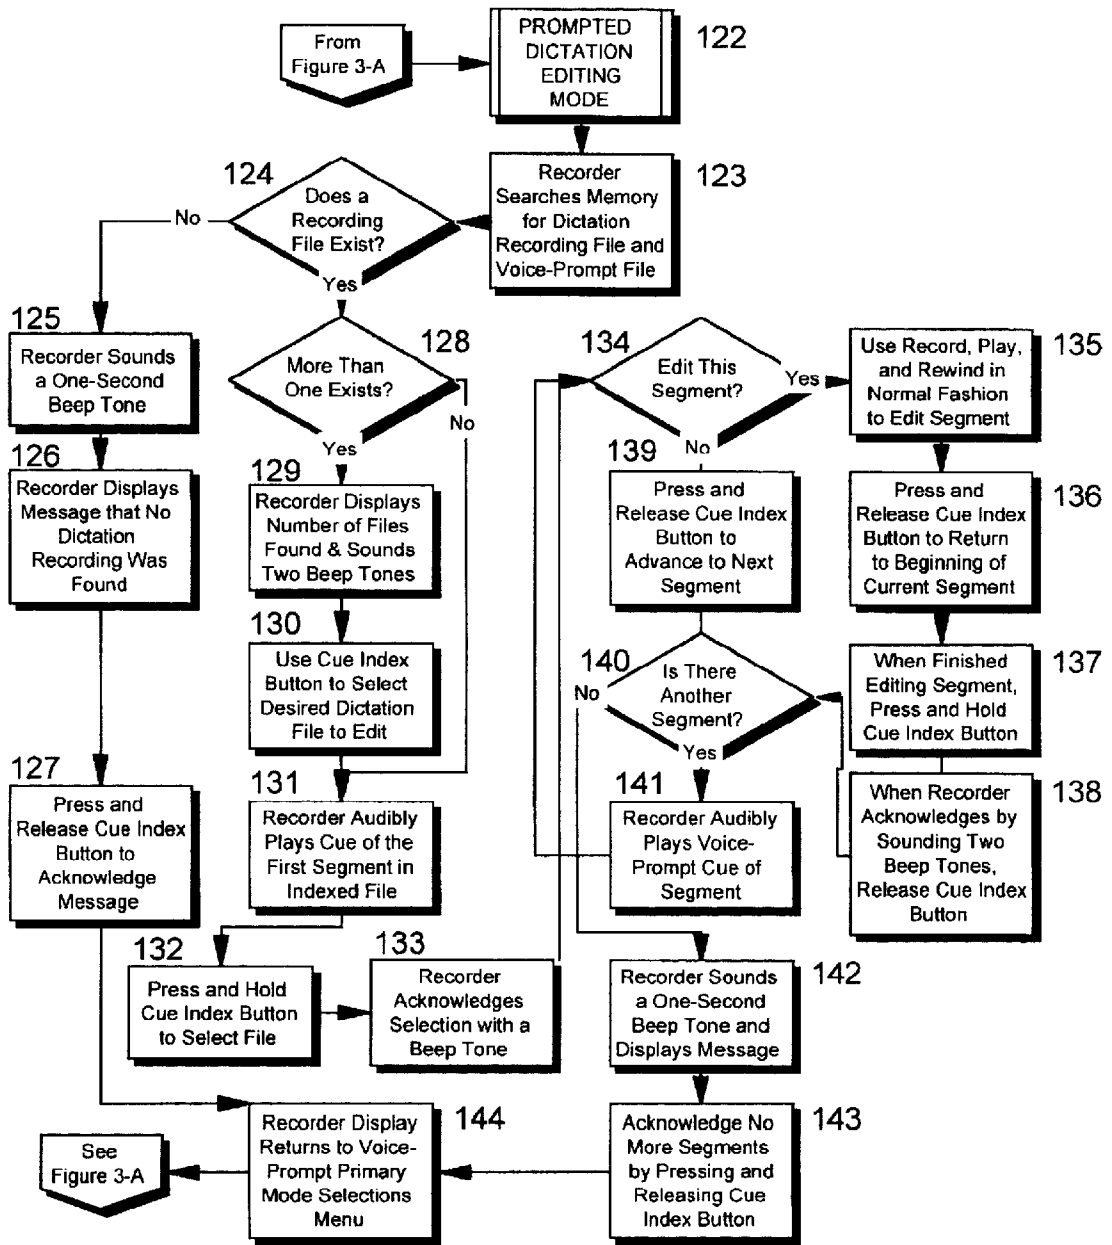 From
Figure 3-A
PROMPTED
DICTATION
EDITING
MODE
122
Recorder
Searches Memory
for Dictation
Recording File and
Voice-Prompt File
123
124
Does a
Recording
File Exist?
No
Yes
125
Recorder Sounds
a One-Second
Beep Tone
126
Recorder Displays
Message that No
Dictation
Recording Was
Found
127
Press and
Release Cue Index
Button to
Acknowledge
Message
128
More Than
One Exists?
No
Yes
129
Recorder Displays
Number of Files
Found & Sounds
Two Beep Tones
130
Use Cue Index
Button to Select
Desired Dictation
File to Edit
131
Recorder Audibly
Plays Cue of the
First Segment in
Indexed File
132
Press and Hold
Cue Index Button
to Select File
133
Recorder
Acknowledges
Selection with a
Beep Tone
134
Edit This
Segment?
Yes
No
135
Use Record, Play,
and Rewind in
Normal Fashion
to Edit Segment
136
Press and
Release Cue Index
Button to Return
to Beginning of
Current Segment
137
When Finished
Editing Segment,
Press and Hold
Cue Index Button
138
When Recorder
Acknowledges by
Sounding Two
Beep Tones,
Release Cue Index
Button
139
Press and
Release Cue Index
Button to
Advance to Next
Segment
140
Is There
Another
Segment?
No
Yes
141
Recorder Audibly
Plays Voice-
Prompt Cue of
Segment
142
Recorder Sounds
a One-Second
Beep Tone and
Displays Message
143
Acknowledge No
More Segments
by Pressing and
Releasing Cue
Index Button
144
Recorder Display
Returns to Voice-
Prompt Primary
Mode Selections
Menu
See
Figure 3-A